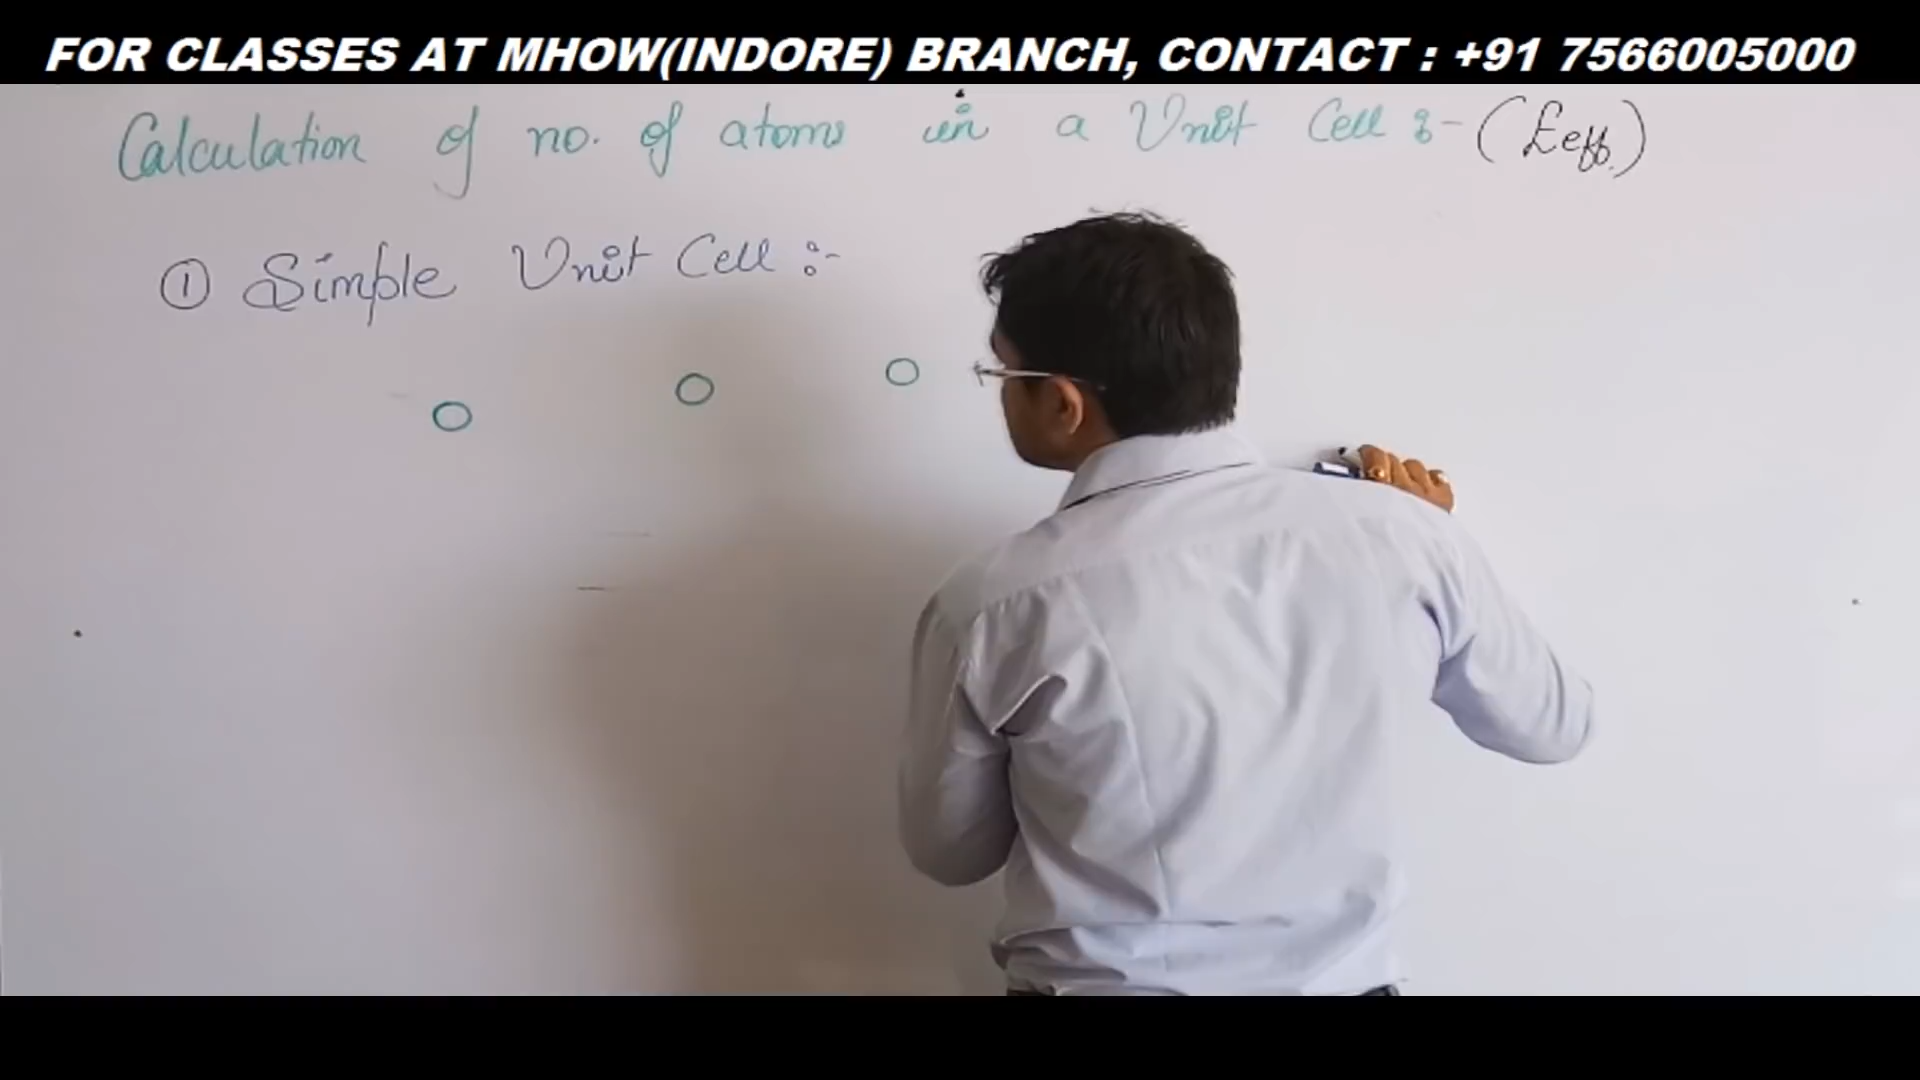 FOR CLASSES AT MHOW(INDORE) BRANCH, CONTACT : +91 7566005000
Calculation of no. of atoms in a Unit Cell :- (Zeff.)
① Simple Unit Cell :-